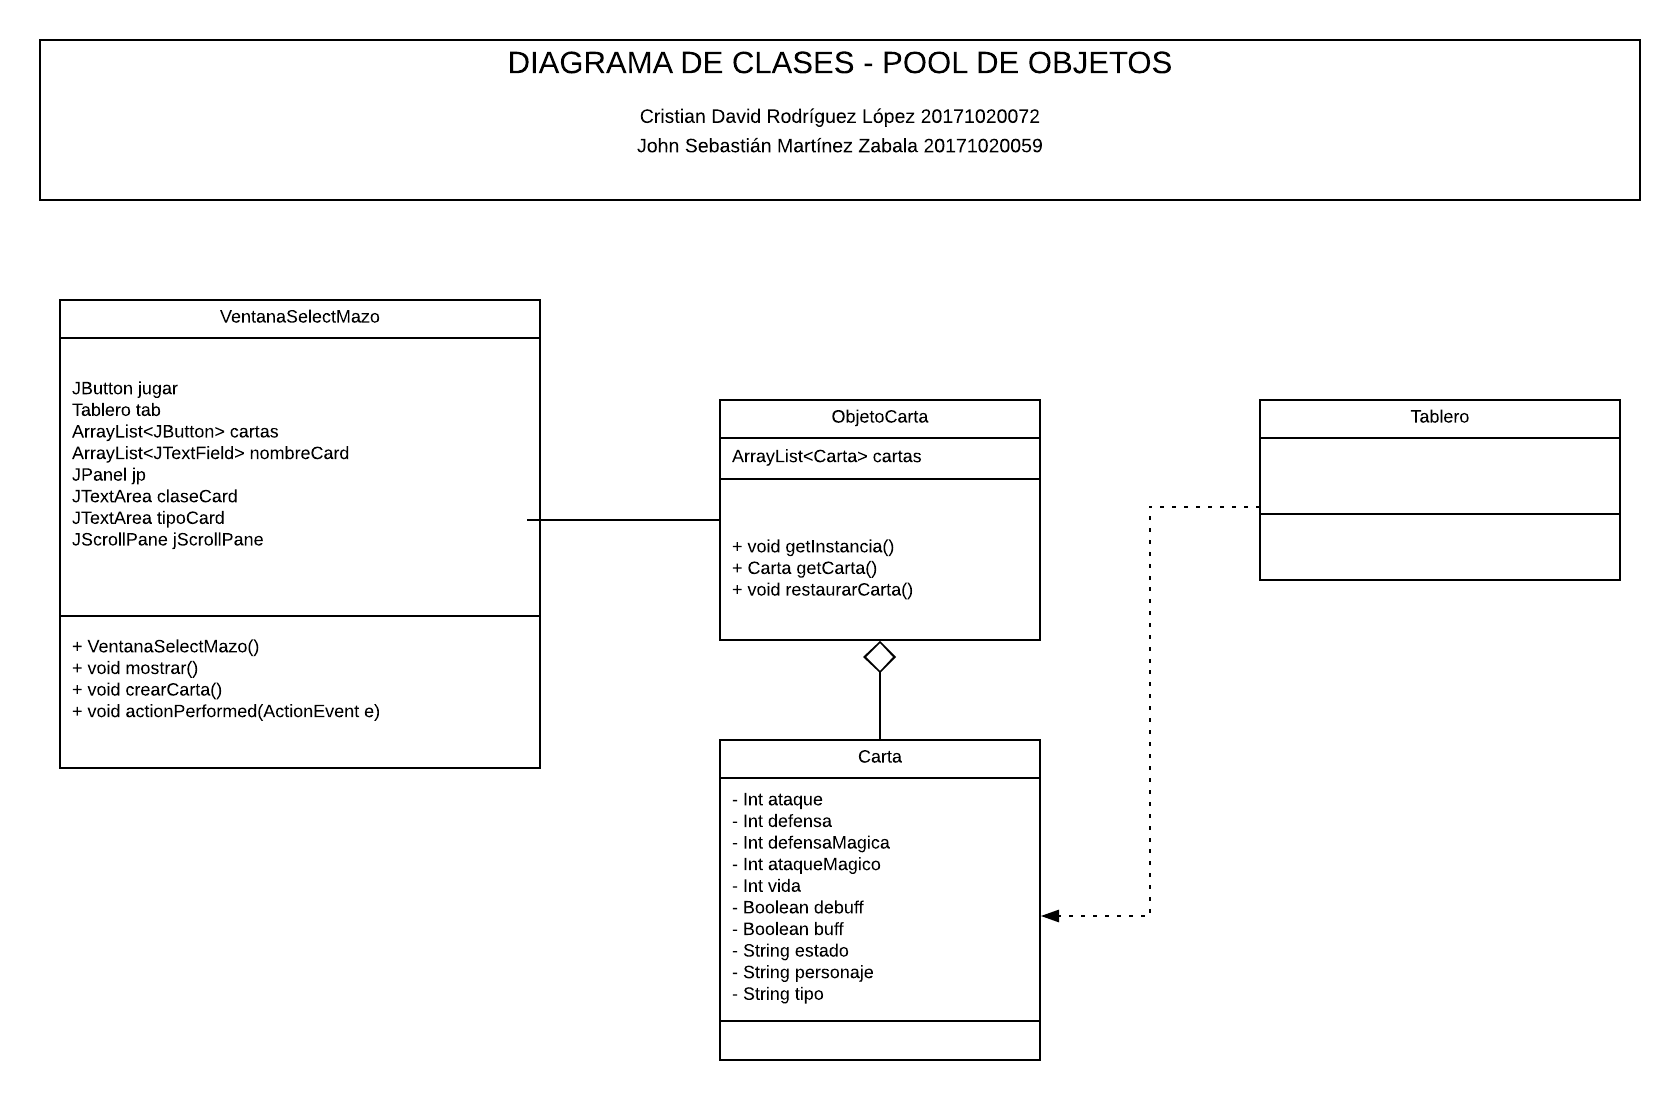 DIAGRAMA DE CLASES - POOL DE OBJETOS
Cristian David Rodríguez López 20171020072
John Sebastián Martínez Zabala 20171020059
VentanaSelectMazo
JButton jugar
Tablero tab
ArrayList<JButton> cartas
ArrayList<JTextField> nombreCard
JPanel jp
JTextArea claseCard
JTextArea tipoCard
JScrollPane jScrollPane
+ VentanaSelectMazo()
+ void mostrar()
+ void crearCarta()
+ void actionPerformed(ActionEvent e)
ObjetoCarta
ArrayList<Carta> cartas
+ void getInstancia()
+ Carta getCarta()
+ void restaurarCarta()
Carta
- Int ataque
- Int defensa
- Int defensaMagica
- Int ataqueMagico
- Int vida
- Boolean debuff
- Boolean buff
- String estado
- String personaje
- String tipo
Tablero